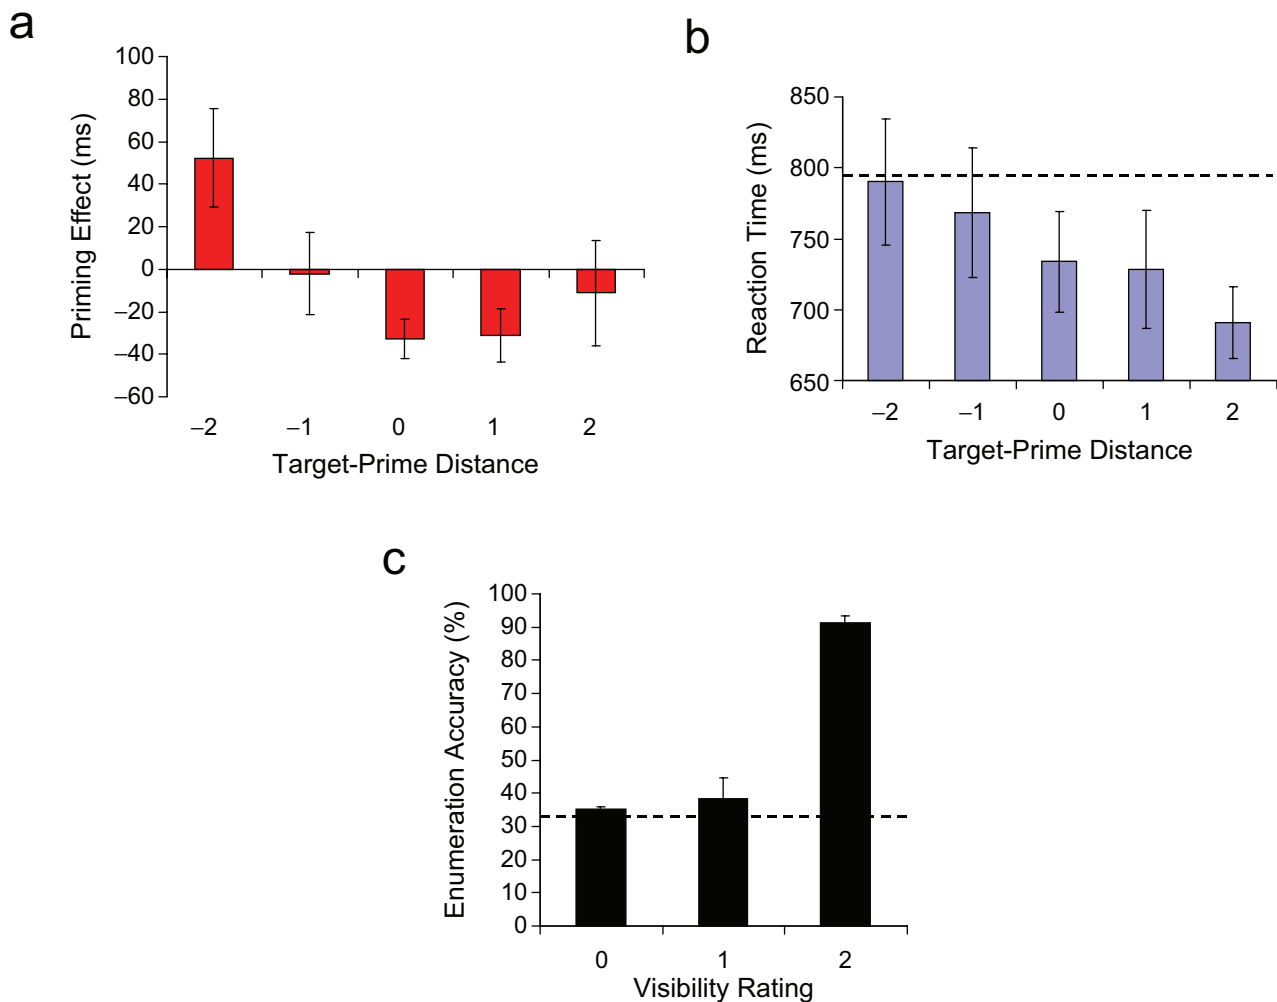 a
100
80
60
40
20
0
−20
−40
−60
Priming Effect (ms)
−2 −1 0 1 2
Target-Prime Distance
b
850
800
750
700
650
Reaction Time (ms)
−2 −1 0 1 2
Target-Prime Distance
c
100
90
80
70
60
50
40
30
20
10
0
Enumeration Accuracy (%)
0 1 2
Visibility Rating